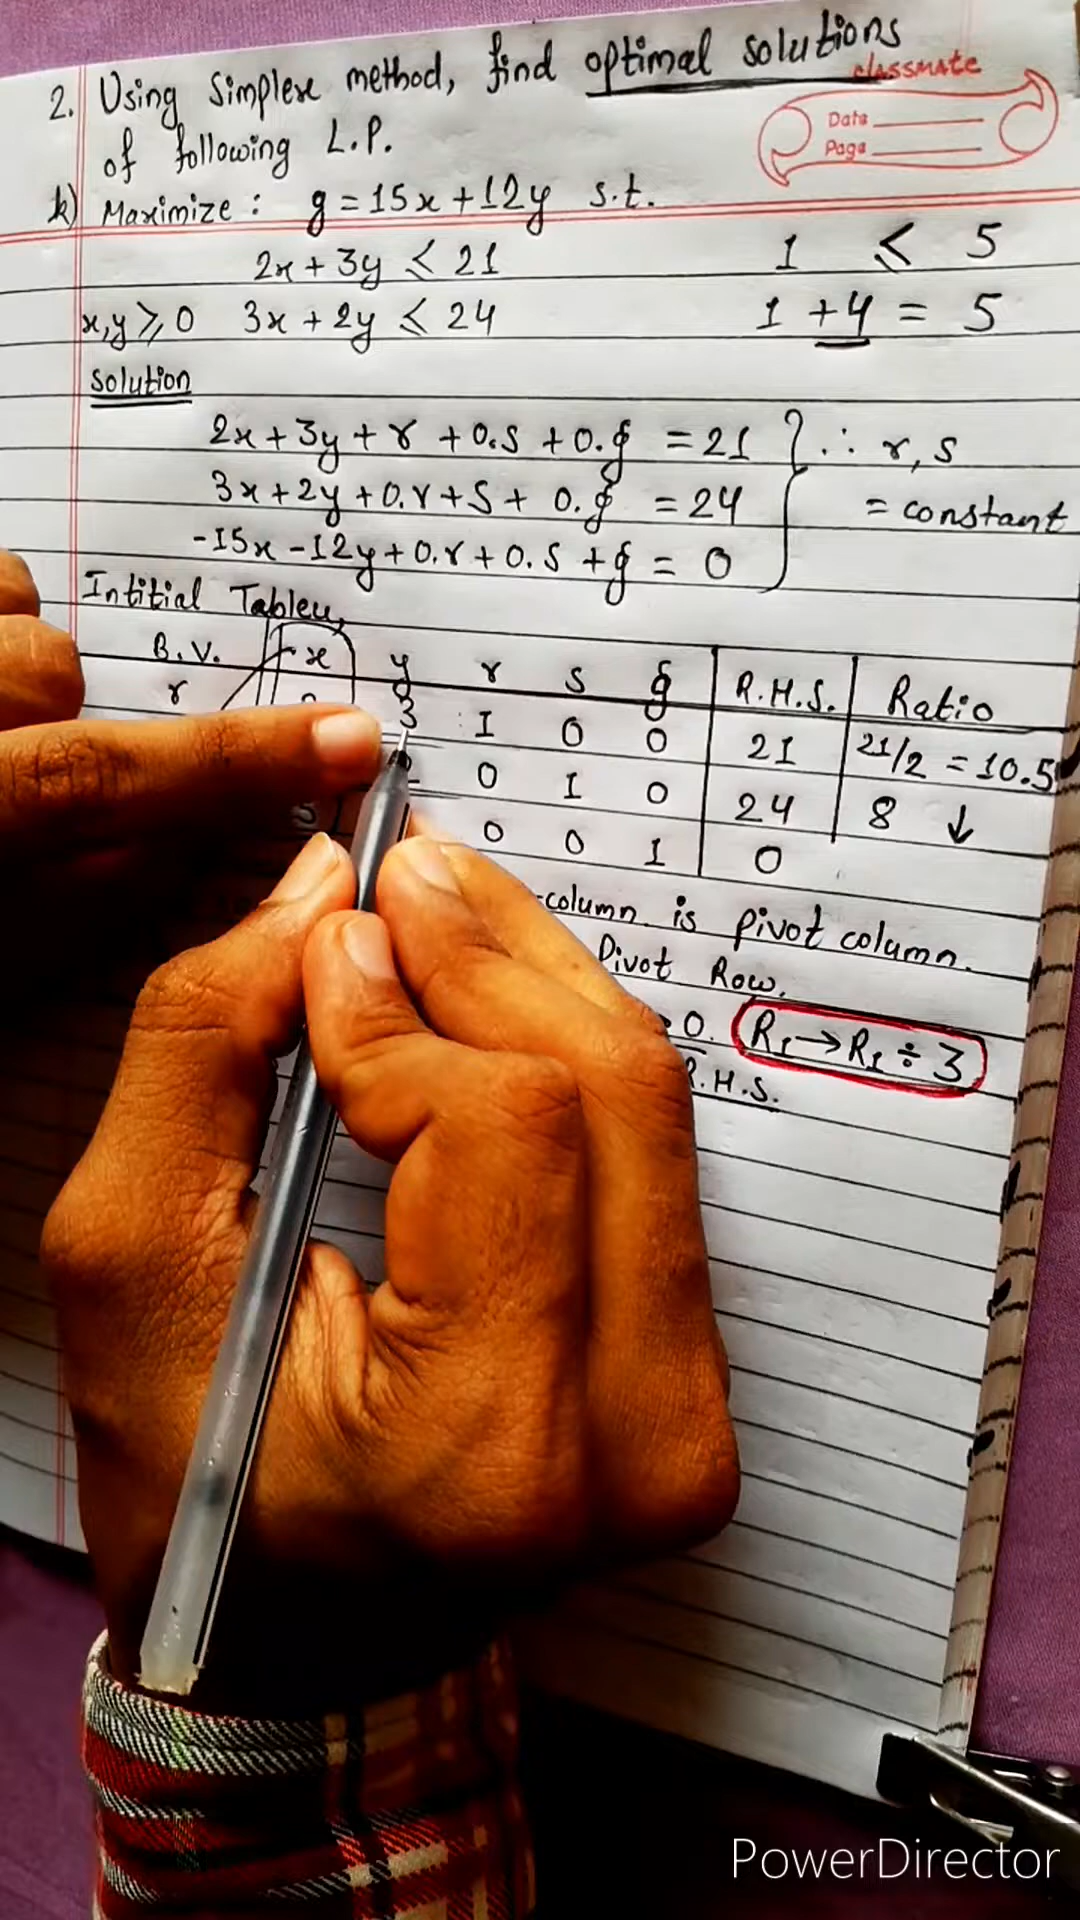 2. Using Simplex method, find optimal solutions
classmate
Date
Page
of following L.P.
k) Maximize: g = 15x + 12y s.t.
2x + 3y ≤ 21
1 ≤ 5
x, y ≥ 0 3x + 2y ≤ 24
1 + 4 = 5
Solution
2x + 3y + r + 0.s + 0.g = 21 } ∴ r, s
3x + 2y + 0.r + s + 0.g = 24 = constant
-15x - 12y + 0.r + 0.s + g = 0
Intitial Tableu,
B.V. x y r s g R.H.S. Ratio
r 3 1 0 0 21 21/2 = 10.5
0 1 0 24 8 ↓
0 0 1 0
column is pivot column.
Pivot Row.
0. R1 → R1 ÷ 3
R.H.S.
PowerDirector